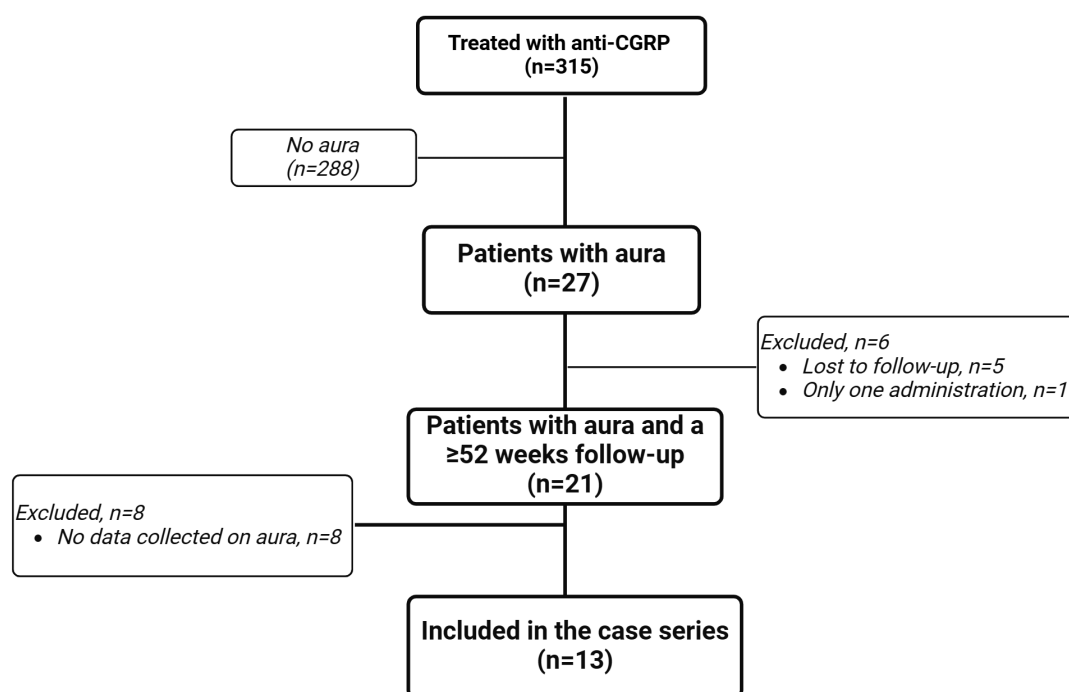 Treated with anti-CGRP
(n=315)
No aura
(n=288)
Patients with aura
(n=27)
Excluded, n=6
• Lost to follow-up, n=5
• Only one administration, n=1
Patients with aura and a
≥52 weeks follow-up
(n=21)
Excluded, n=8
• No data collected on aura, n=8
Included in the case series
(n=13)